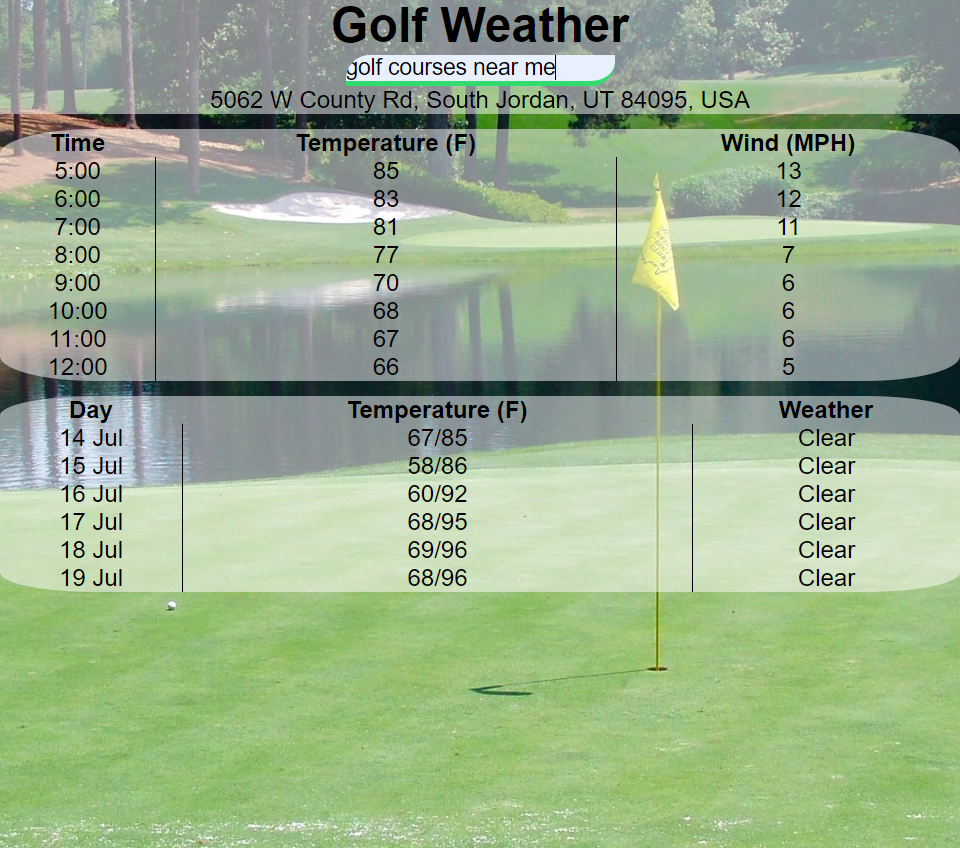 Golf Weather
golf courses near me
5062 W County Rd, South Jordan, UT 84095, USA
Time Temperature (F) Wind (MPH)
5:00 85 13
6:00 83 12
7:00 81 11
8:00 77 7
9:00 70 6
10:00 68 6
11:00 67 6
12:00 66 5
Day Temperature (F) Weather
14 Jul 67/85 Clear
15 Jul 58/86 Clear
16 Jul 60/92 Clear
17 Jul 68/95 Clear
18 Jul 69/96 Clear
19 Jul 68/96 Clear